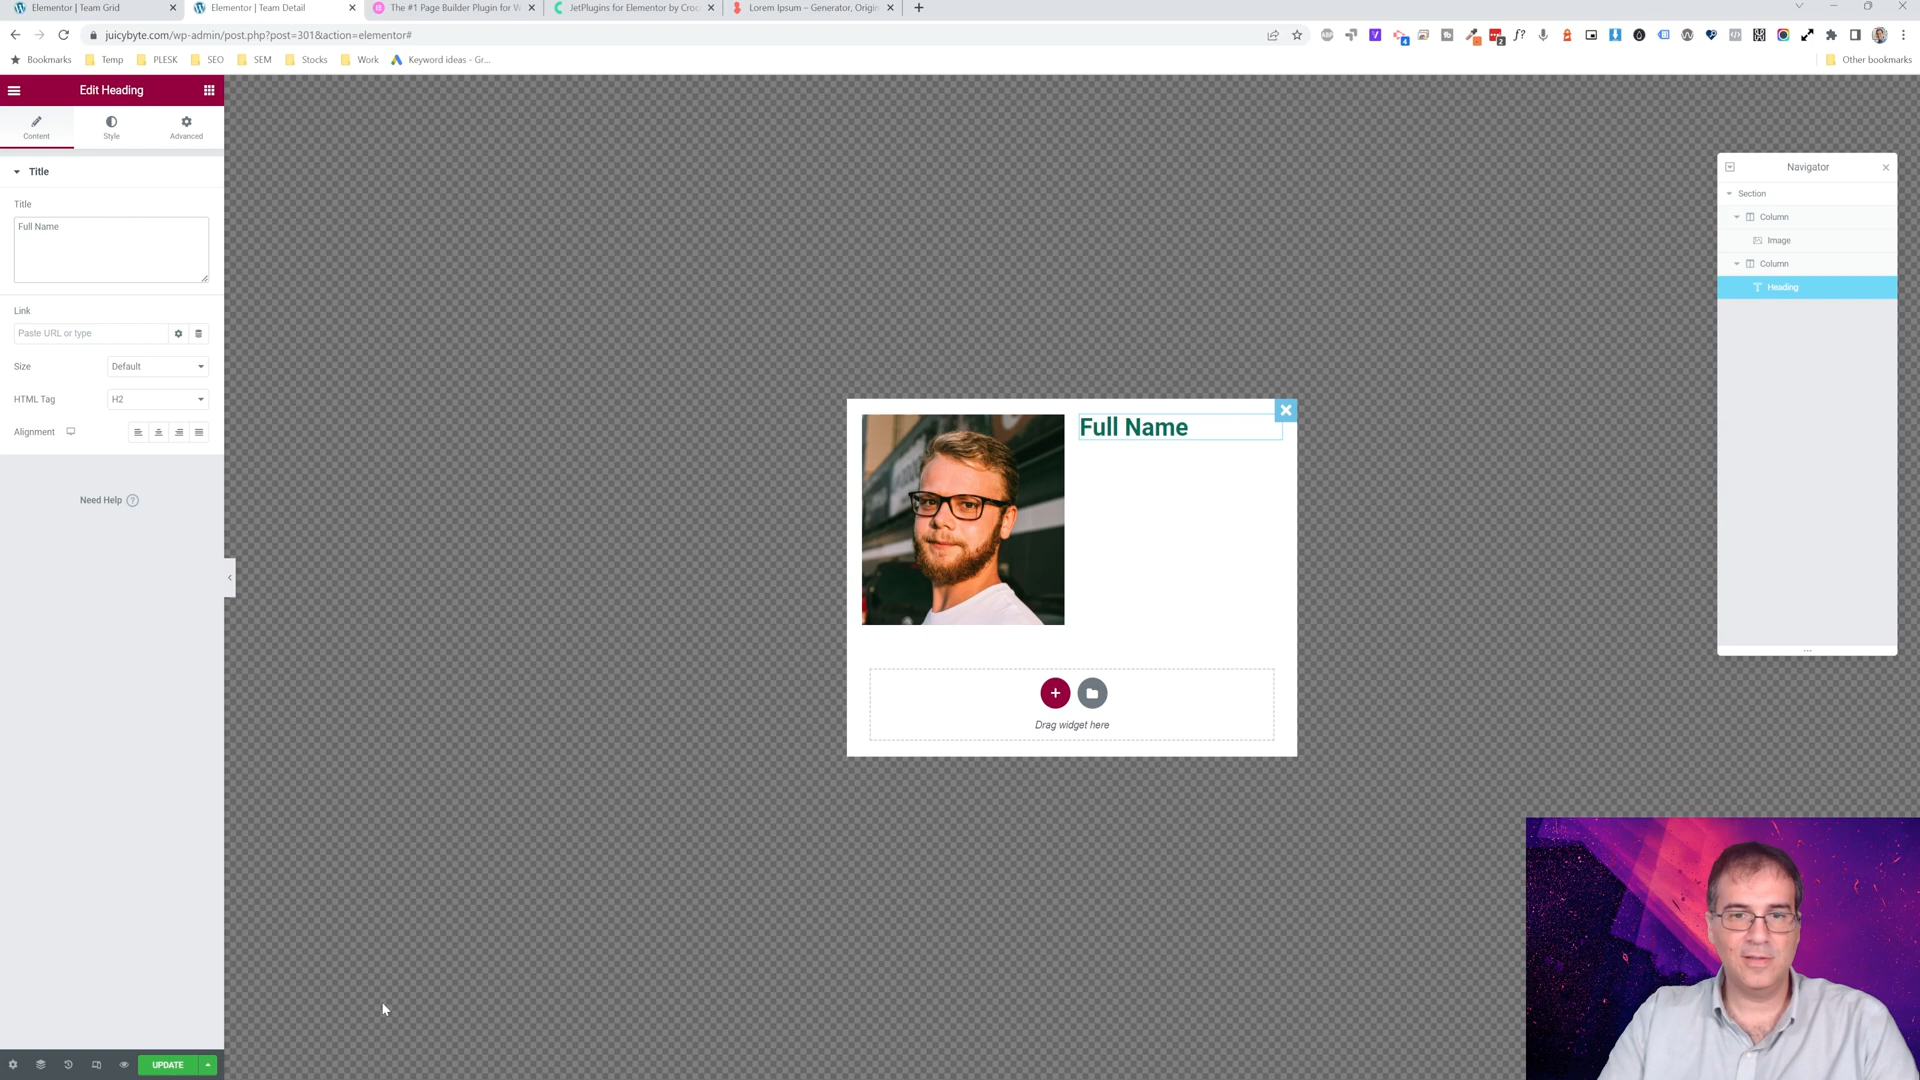 Elementor | Team Grid
Elementor | Team Detail
The #1 Page Builder Plugin for W
JetPlugins for Elementor by Croc
Lorem Ipsum – Generator, Origin
juicybyte.com/wp-admin/post.php?post=301&action=elementor#
Bookmarks
Temp
PLESK
SEO
SEM
Stocks
Work
Keyword ideas - Gr...
Other bookmarks
Edit Heading
Content
Style
Advanced
Title
Title
Full Name
Link
Paste URL or type
Size
Default
HTML Tag
H2
Alignment
Need Help
UPDATE
Full Name
Drag widget here
Navigator
Section
Column
Image
Column
Heading